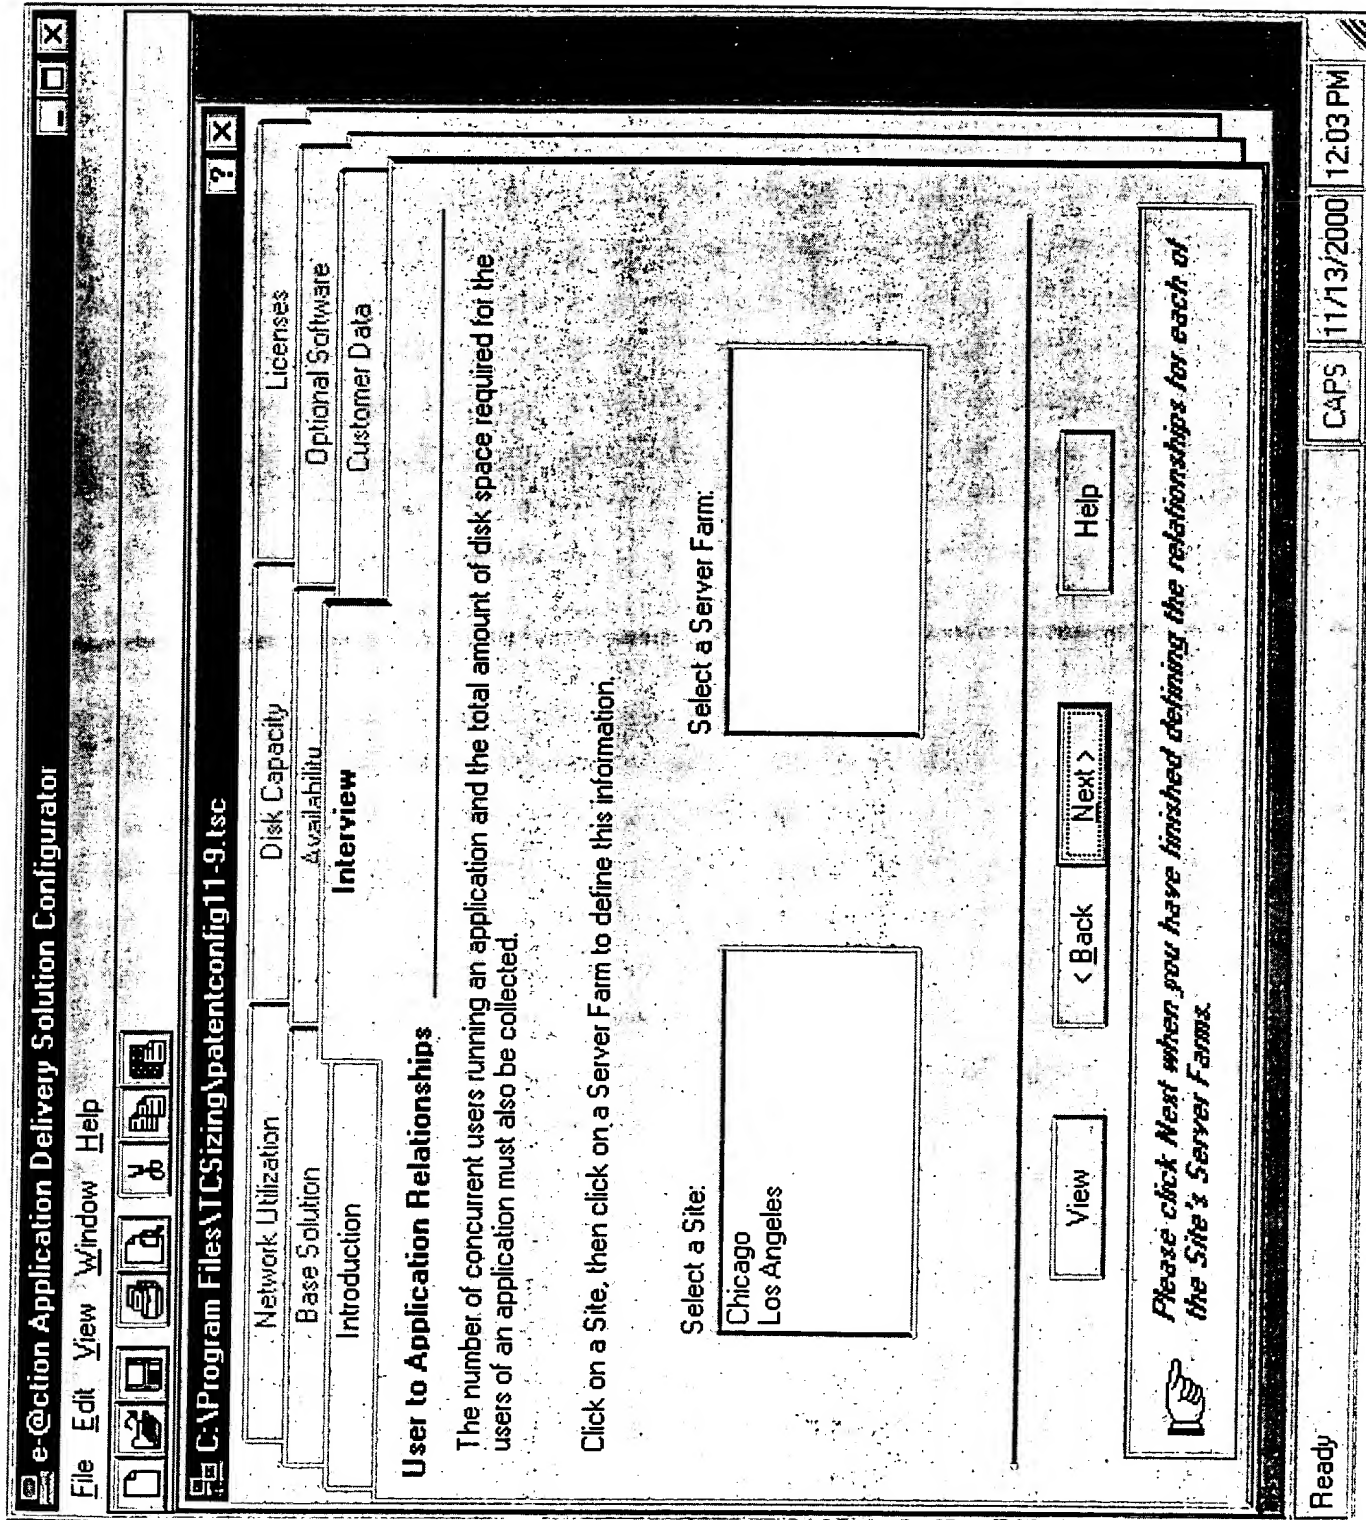 e-@ction Application Delivery Solution Configurator
File Edit View Window Help
C:\Program Files\TCSizing\patentconfig11-9.tsc
Network Utilization Disk Capacity Licenses
Base Solution Availability Optional Software
Introduction Interview Customer Data
User to Application Relationships
The number of concurrent users running an application and the total amount of disk space required for the
users of an application must also be collected.
Click on a Site, then click on a Server Farm to define this information.
Select a Site: Select a Server Farm:
Chicago
Los Angeles
View < Back Next > Help
Please click Next when you have finished defining the relationships for each of
the Site's Server Farms.
Ready CAPS 11/13/2000 12:03 PM